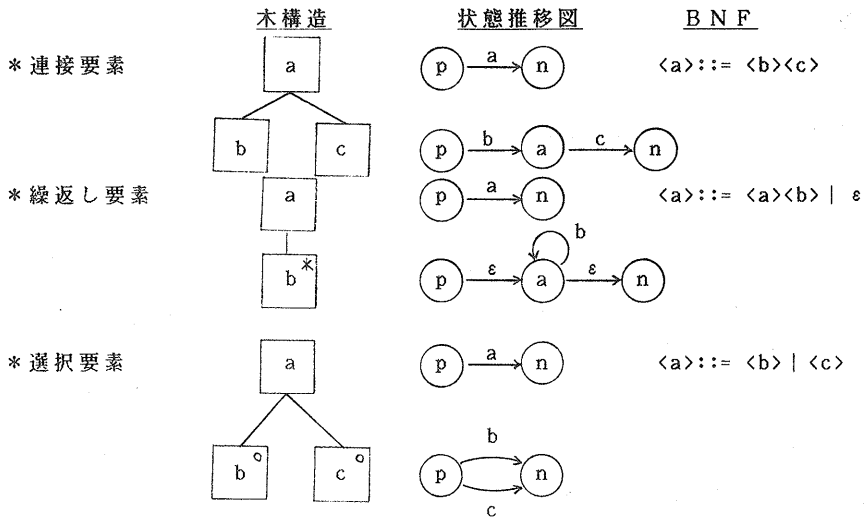 木構造 状態推移図 BNF
＊連接要素 a p a n <a>::= <b><c>
b c p b a c n
＊繰返し要素 a p a n <a>::= <a><b> | ε
b
b* p ε a ε n
＊選択要素 a p a n <a>::= <b> | <c>
b
b° c° p n
c